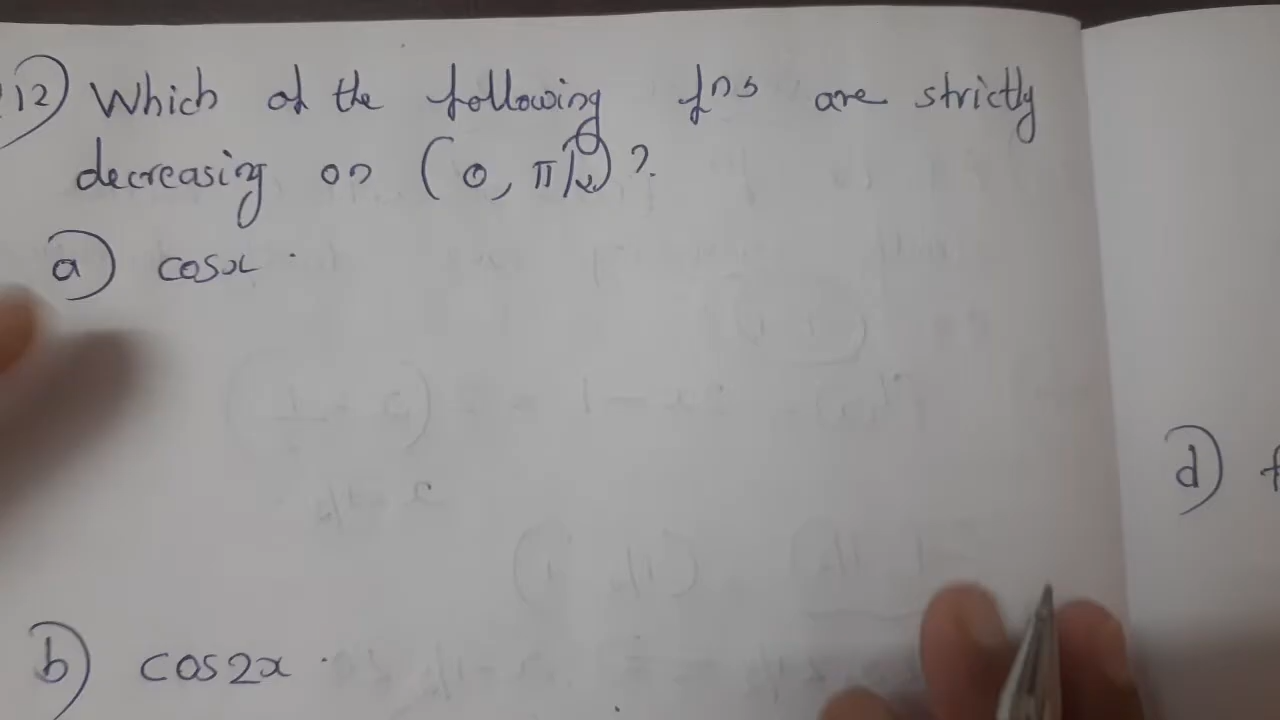 12) Which of the following fns are strictly
decreasing on (0, π/2)?
a) cosx.
b) cos2x.
d)